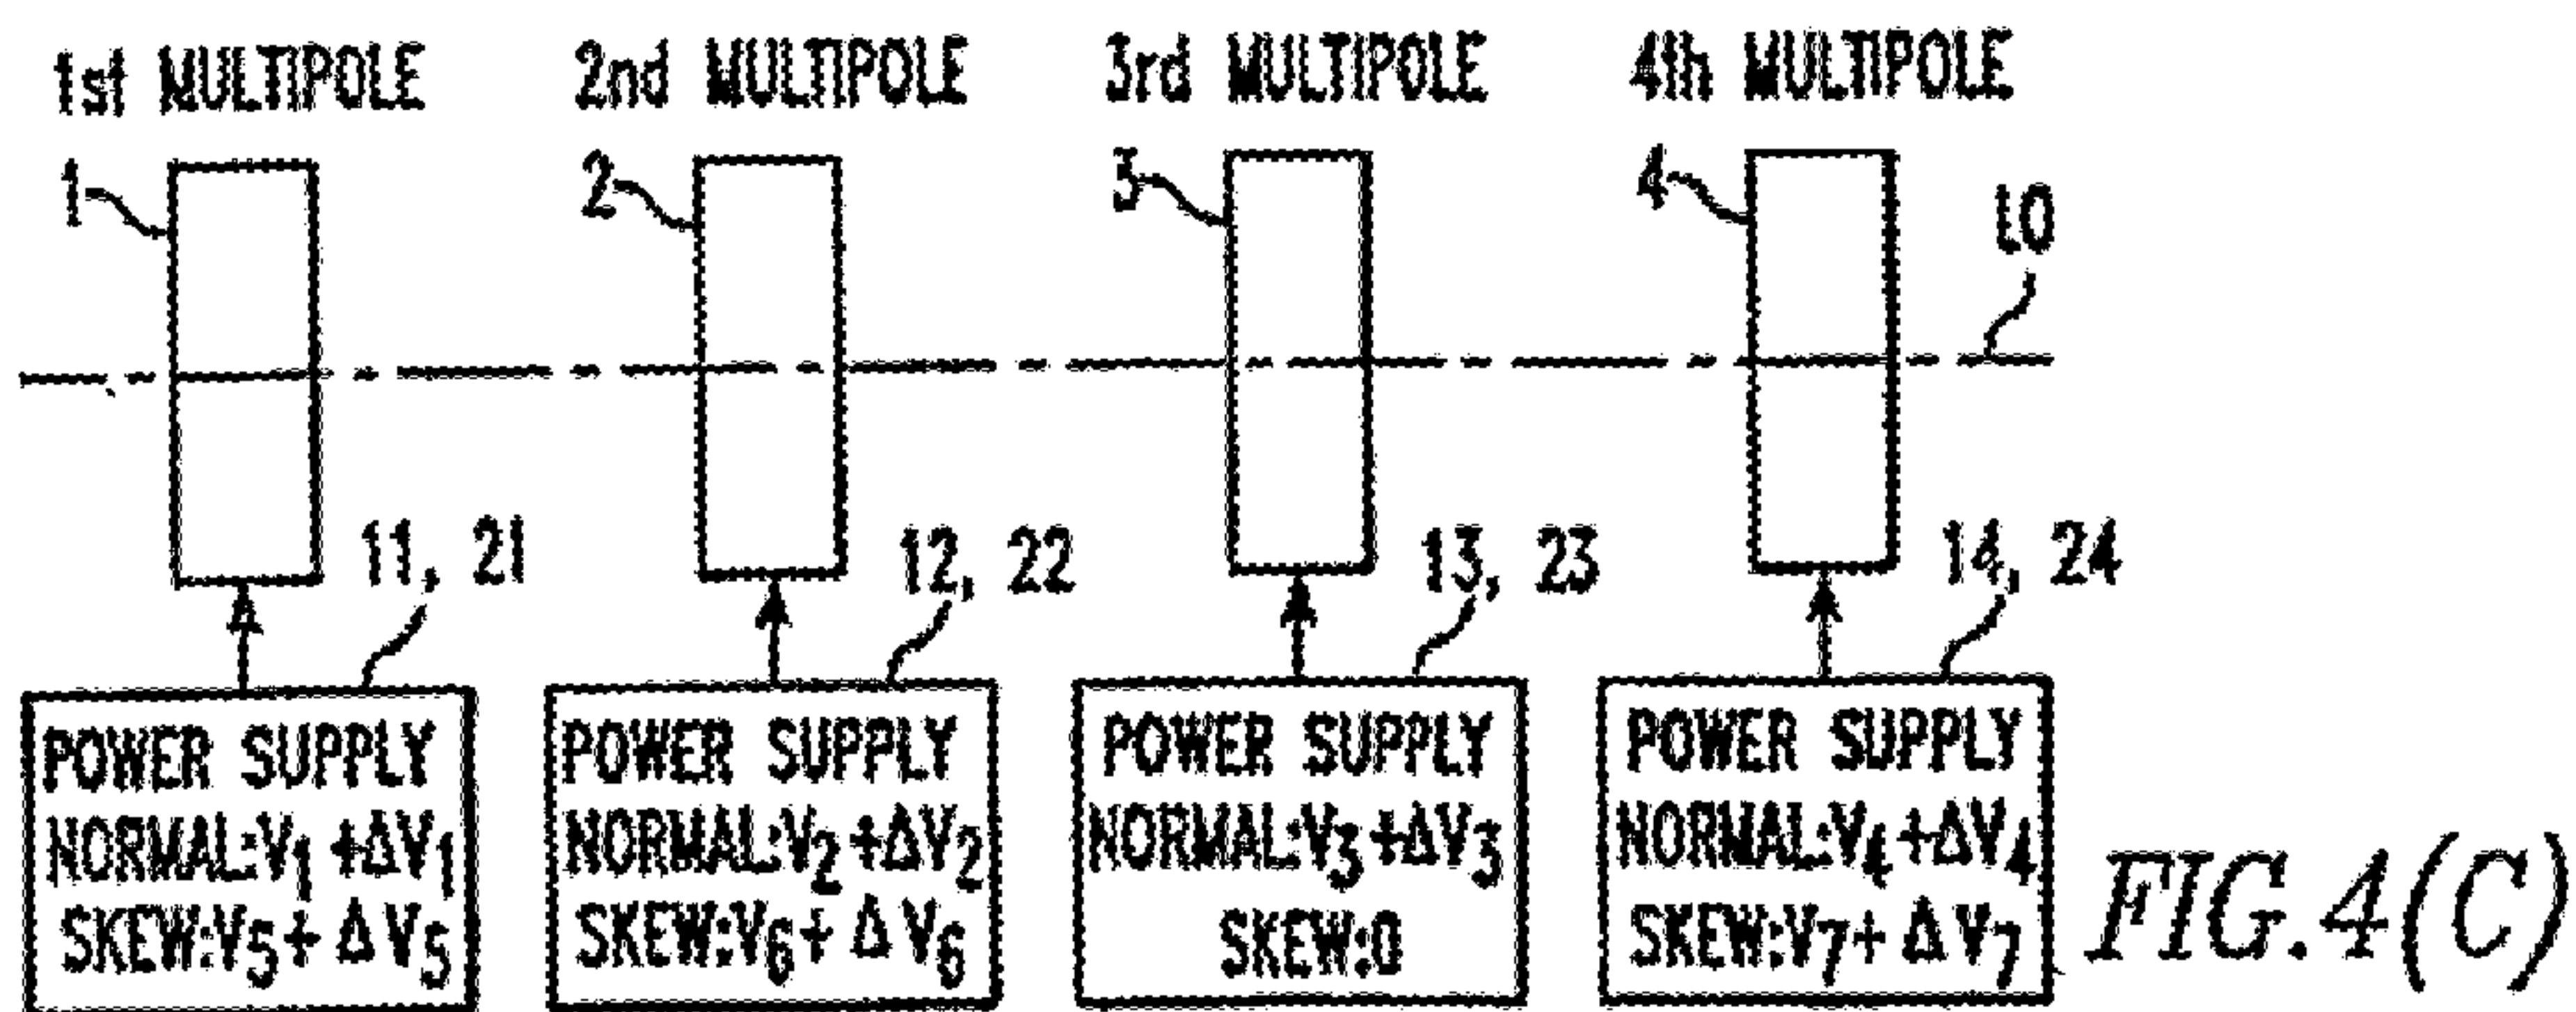 1st MULTIPOLE
2nd MULTIPOLE
3rd MULTIPOLE
4th MULTIPOLE
1
2
3
4
LO
11, 21
12, 22
13, 23
14, 24
POWER SUPPLY
NORMAL:V1+ΔV1
SKEW:V5+ΔV5
POWER SUPPLY
NORMAL:V2+ΔV2
SKEW:V6+ΔV6
POWER SUPPLY
NORMAL:V3+ΔV3
SKEW:0
POWER SUPPLY
NORMAL:V4+ΔV4
SKEW:V7+ΔV7
FIG.4(C)